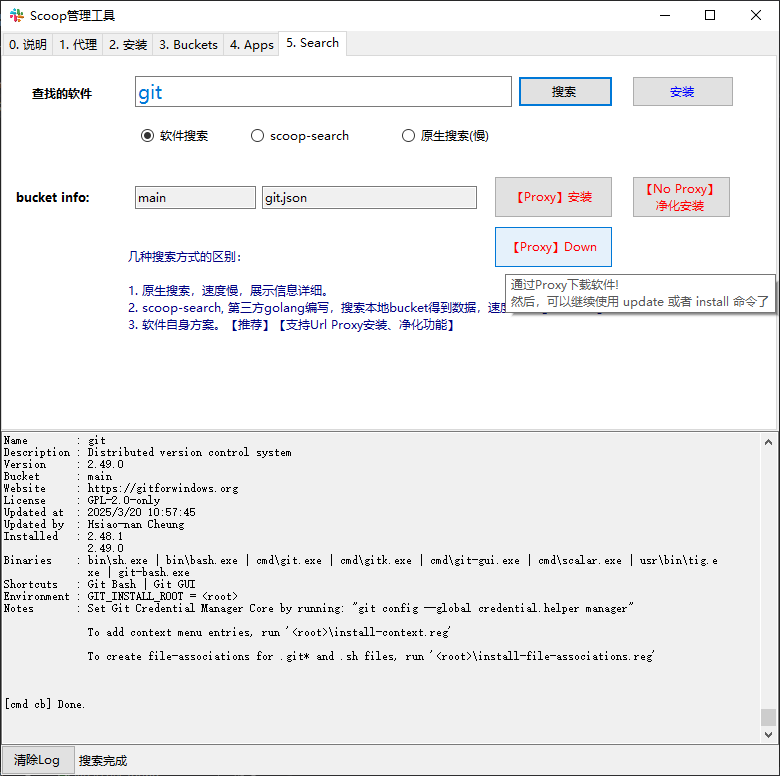 Scoop管理工具
0. 说明 1. 代理 2. 安装 3. Buckets 4. Apps 5. Search
查找的软件 git 搜索 安装
软件搜索 scoop-search 原生搜索(慢)
bucket info: main git.json 【Proxy】安装 【No Proxy】
净化安装
【Proxy】Down
几种搜索方式的区别：
通过Proxy下载软件!
然后，可以继续使用 update 或者 install 命令了
1. 原生搜索，速度慢，展示信息详细。
2. scoop-search, 第三方golang编写，搜索本地bucket得到数据，速度
3. 软件自身方案。【推荐】【支持Url Proxy安装、净化功能】
Name : git
Description : Distributed version control system
Version : 2.49.0
Bucket : main
Website : https://gitforwindows.org
License : GPL-2.0-only
Updated at : 2025/3/20 10:57:45
Updated by : Hsiao-nan Cheung
Installed : 2.48.1
2.49.0
Binaries : bin\sh.exe | bin\bash.exe | cmd\git.exe | cmd\gitk.exe | cmd\git-gui.exe | cmd\scalar.exe | usr\bin\tig.e
xe | git-bash.exe
Shortcuts : Git Bash | Git GUI
Environment : GIT_INSTALL_ROOT = <root>
Notes : Set Git Credential Manager Core by running: "git config --global credential.helper manager"
To add context menu entries, run '<root>\install-context.reg'
To create file-associations for .git* and .sh files, run '<root>\install-file-associations.reg'
[cmd cb] Done.
清除Log 搜索完成